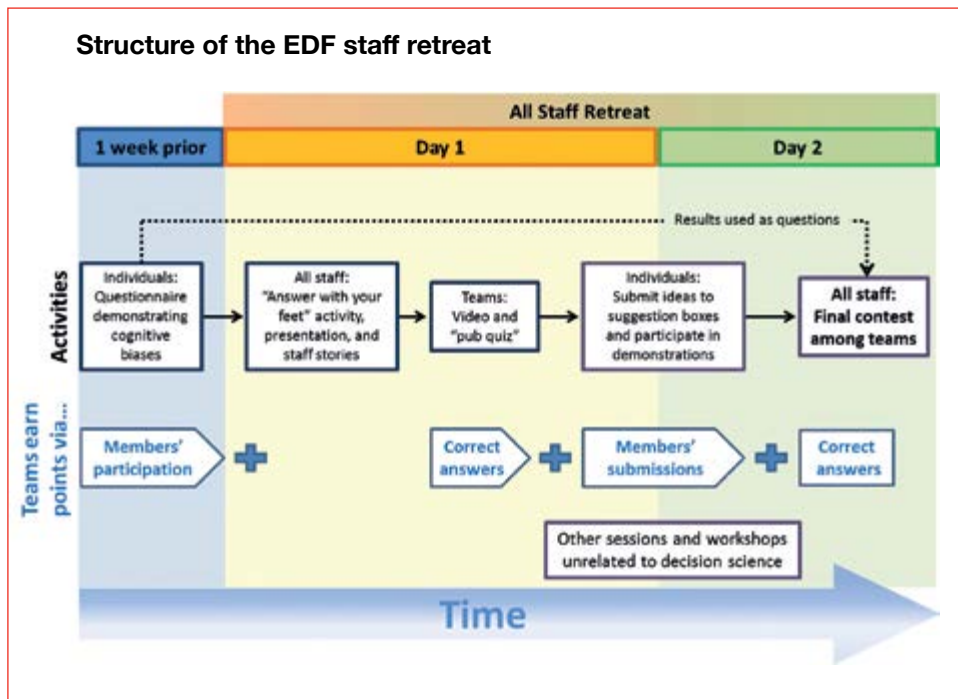 Structure of the EDF staff retreat
All Staff Retreat
1 week prior
Day 1
Day 2
Results used as questions
Activities
Individuals:
Questionnaire
demonstrating
cognitive
biases
All staff:
"Answer with your
feet" activity,
presentation, and
staff stories
Teams:
Video and
"pub quiz"
Individuals:
Submit ideas to
suggestion boxes
and participate in
demonstrations
All staff:
Final contest
among teams
Teams earn
points via...
Members'
participation
Correct
answers
Members'
submissions
Correct
answers
Other sessions and workshops
unrelated to decision science
Time